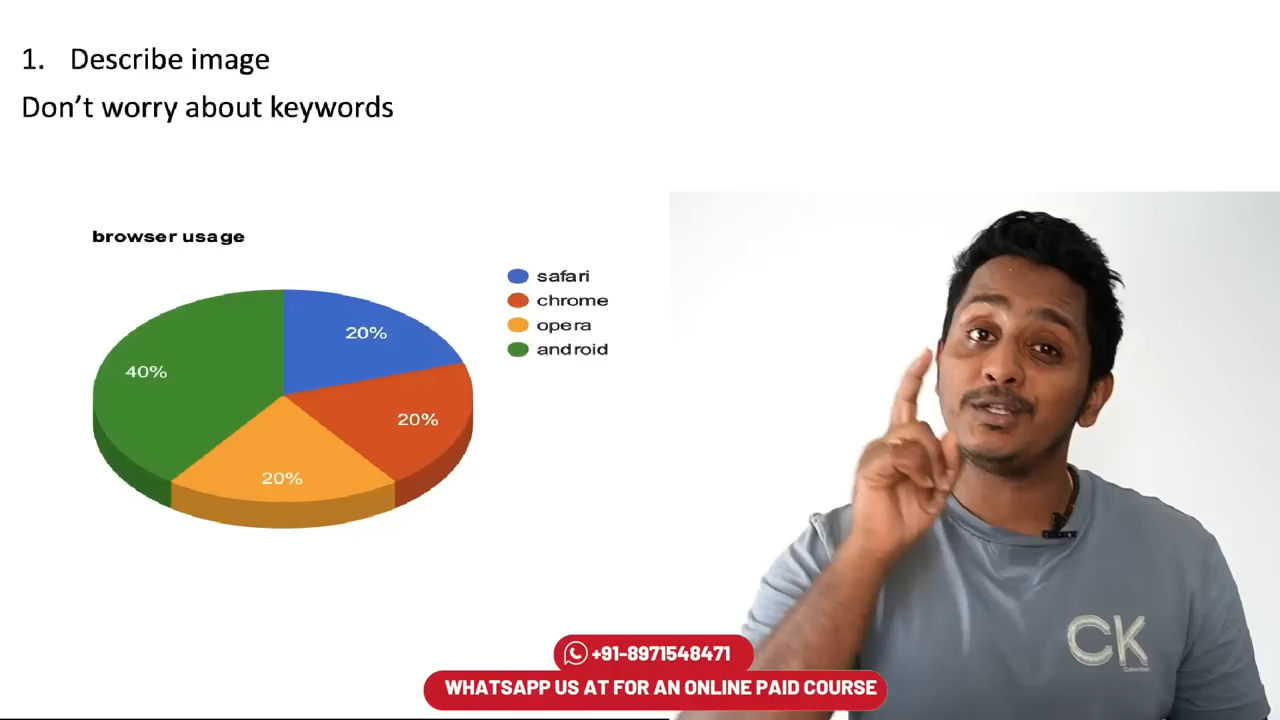 1. Describe image
Don’t worry about keywords
browser usage
safari
chrome
opera
android
20%
40%
20%
20%
CK
+91-8971548471
WHATSAPP US AT FOR AN ONLINE PAID COURSE